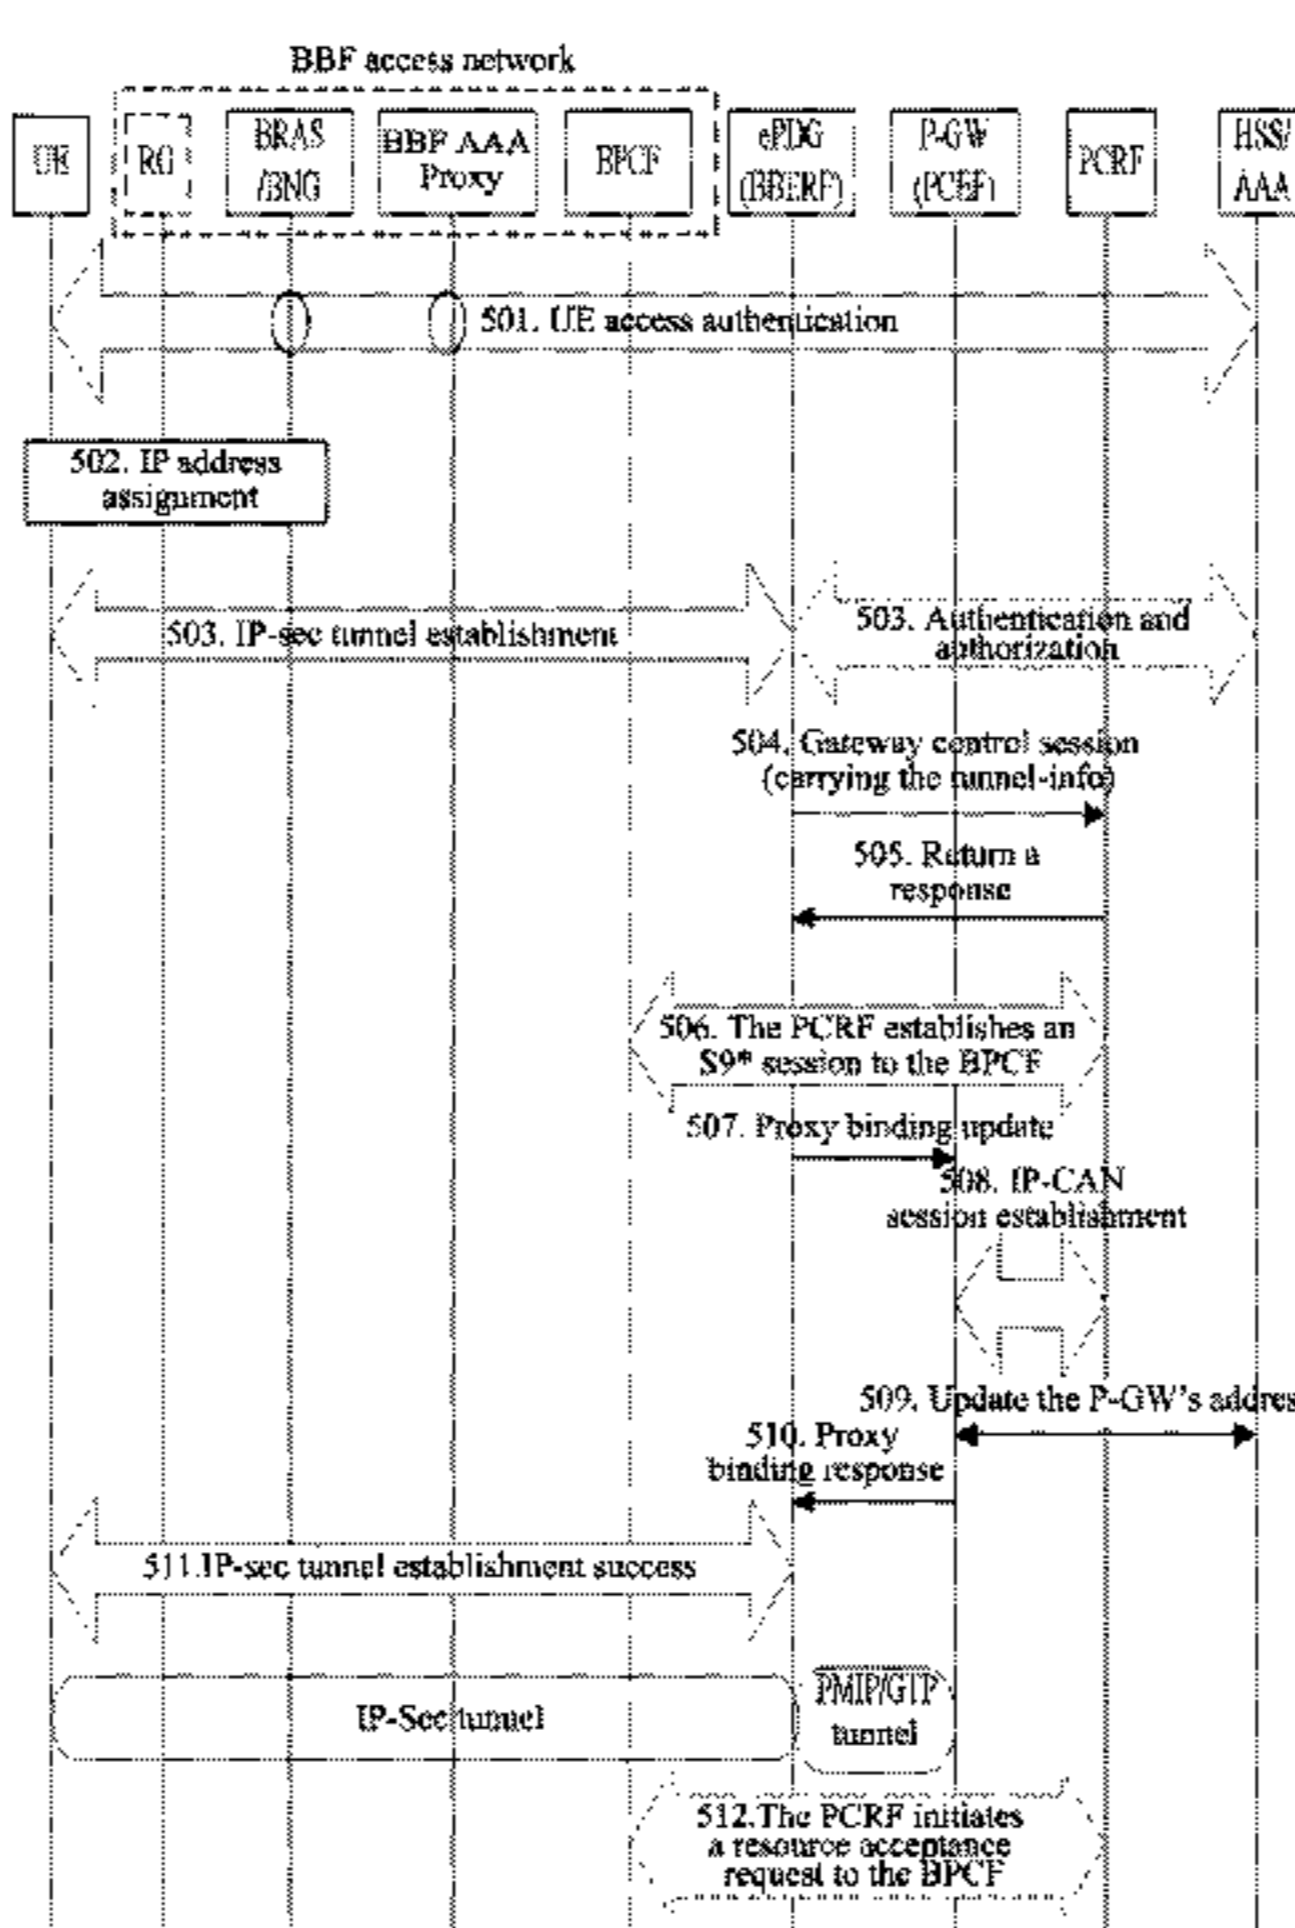 BBF access network
UE
RG
BRAS
/BNG
BBF AAA
Proxy
BPCF
ePDG
(BBERF)
P-GW
(PCEF)
PCRF
HSS/
AAA
501. UE access authentication
502. IP address
assignment
503. IP-sec tunnel establishment
503. Authentication and
authorization
504. Gateway control session
(carrying the tunnel-info)
505. Return a
response
506. The PCRF establishes an
S9* session to the BPCF
507. Proxy binding update
508. IP-CAN
session establishment
509. Update the P-GW's addres
510. Proxy
binding response
511.IP-sec tunnel establishment success
IP-Sec tunnel
PMIP/GTP
tunnel
512.The PCRF initiates
a resource acceptance
request to the BPCF